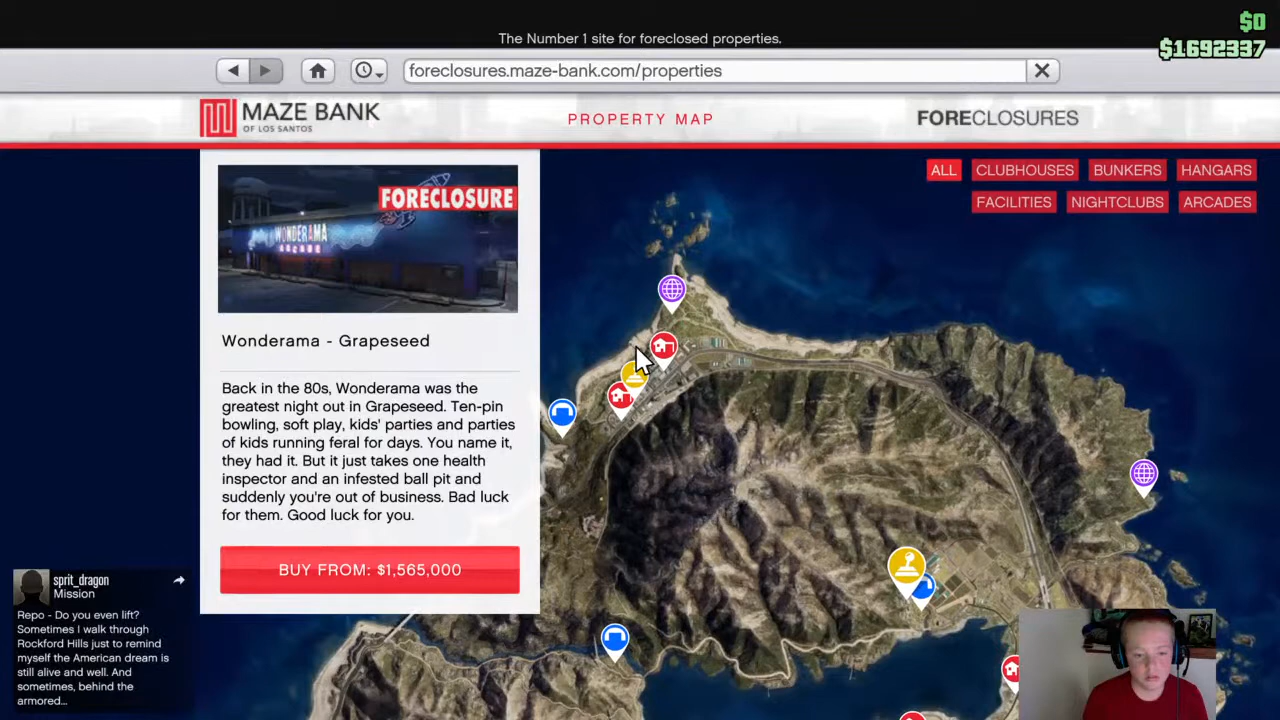 The Number 1 site for foreclosed properties.
$0
$1692337
foreclosures.maze-bank.com/properties
MAZE BANK
OF LOS SANTOS
PROPERTY MAP
FORECLOSURES
ALL
CLUBHOUSES
BUNKERS
HANGARS
FACILITIES
NIGHTCLUBS
ARCADES
FORECLOSURE
WONDERAMA
ARCADE
Wonderama - Grapeseed
Back in the 80s, Wonderama was the
greatest night out in Grapeseed. Ten-pin
bowling, soft play, kids' parties and parties
of kids running feral for days. You name it,
they had it. But it just takes one health
inspector and an infested ball pit and
suddenly you're out of business. Bad luck
for them. Good luck for you.
BUY FROM: $1,565,000
sprit_dragon
Mission
Repo - Do you even lift?
Sometimes I walk through
Rockford Hills just to remind
myself the American dream is
still alive and well. And
sometimes, behind the
armored...